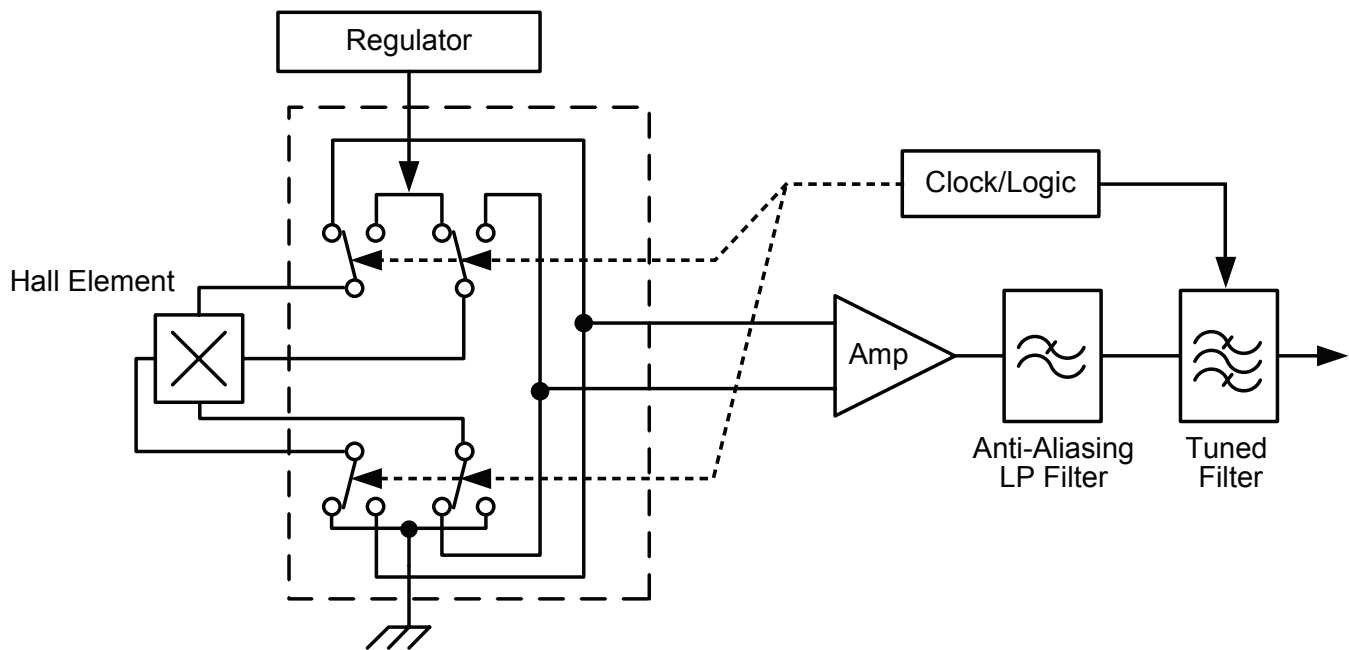 Regulator
Clock/Logic
Hall Element
Amp
Anti-Aliasing
LP Filter
Tuned
Filter